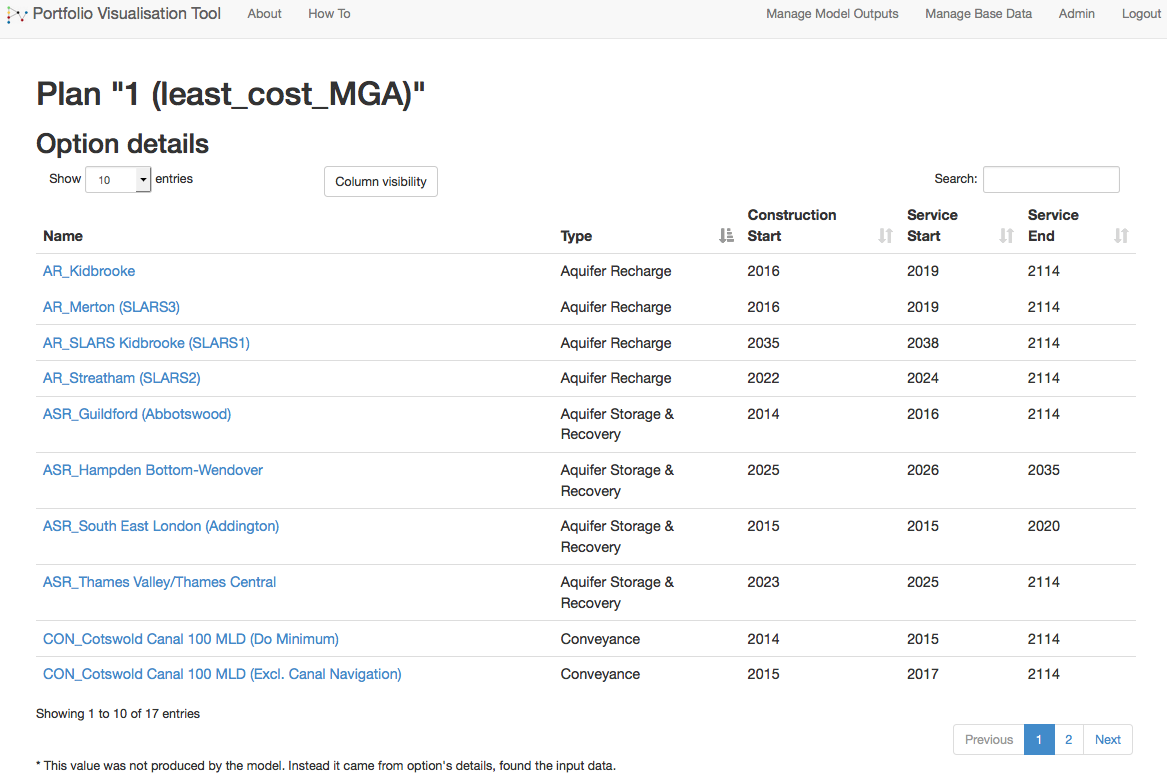 Portfolio Visualisation Tool About How To Manage Model Outputs Manage Base Data Admin Logout
Plan "1 (least_cost_MGA)"
Option details
Show 10 entries Column visibility Search:
Name Type Construction Start Service Start Service End
AR_Kidbrooke Aquifer Recharge 2016 2019 2114
AR_Merton (SLARS3) Aquifer Recharge 2016 2019 2114
AR_SLARS Kidbrooke (SLARS1) Aquifer Recharge 2035 2038 2114
AR_Streatham (SLARS2) Aquifer Recharge 2022 2024 2114
ASR_Guildford (Abbotswood) Aquifer Storage & Recovery 2014 2016 2114
ASR_Hampden Bottom-Wendover Aquifer Storage & Recovery 2025 2026 2035
ASR_South East London (Addington) Aquifer Storage & Recovery 2015 2015 2020
ASR_Thames Valley/Thames Central Aquifer Storage & Recovery 2023 2025 2114
CON_Cotswold Canal 100 MLD (Do Minimum) Conveyance 2014 2015 2114
CON_Cotswold Canal 100 MLD (Excl. Canal Navigation) Conveyance 2015 2017 2114
Showing 1 to 10 of 17 entries
Previous 1 2 Next
* This value was not produced by the model. Instead it came from option's details, found the input data.